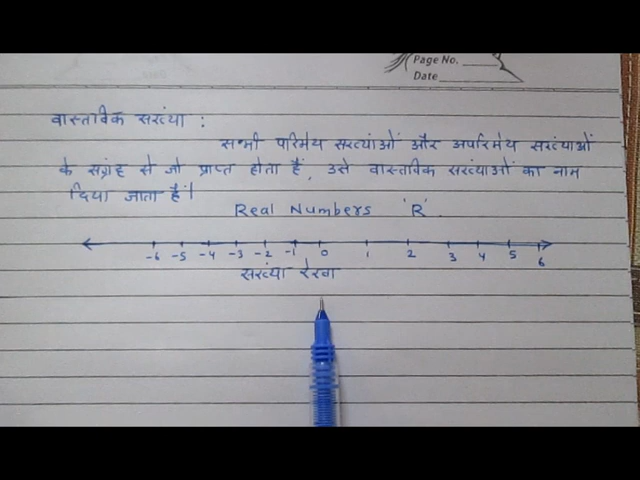 Page No.
Date
वास्तविक संख्या :
सभी परिमेय संख्याओं और अपरिमेय संख्याओं
के संग्रह से जो प्राप्त होता है, उसे वास्तविक संख्याओं का नाम
दिया जाता है।
Real Numbers 'R'
-6 -5 -4 -3 -2 -1 0 1 2 3 4 5 6
संख्या रेखा